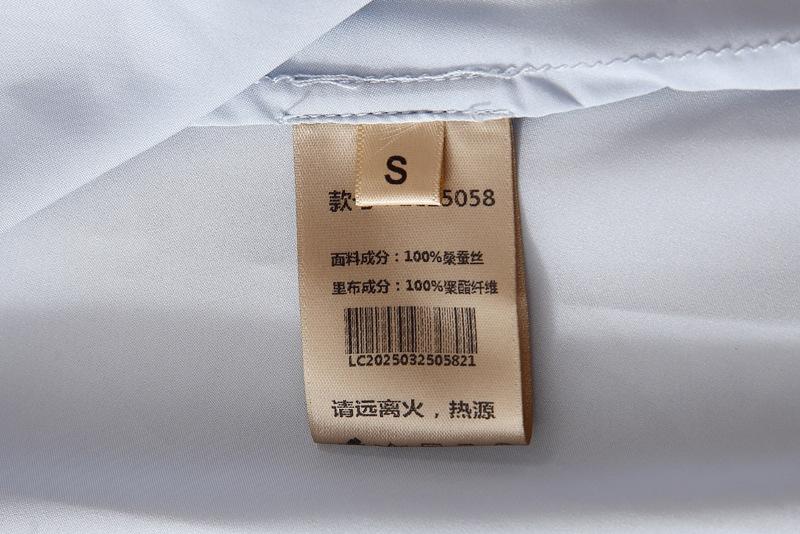 S
款 5058
面料成分：100%桑蚕丝
里布成分：100%聚酯纤维
LC2025032505821
请远离火，热源